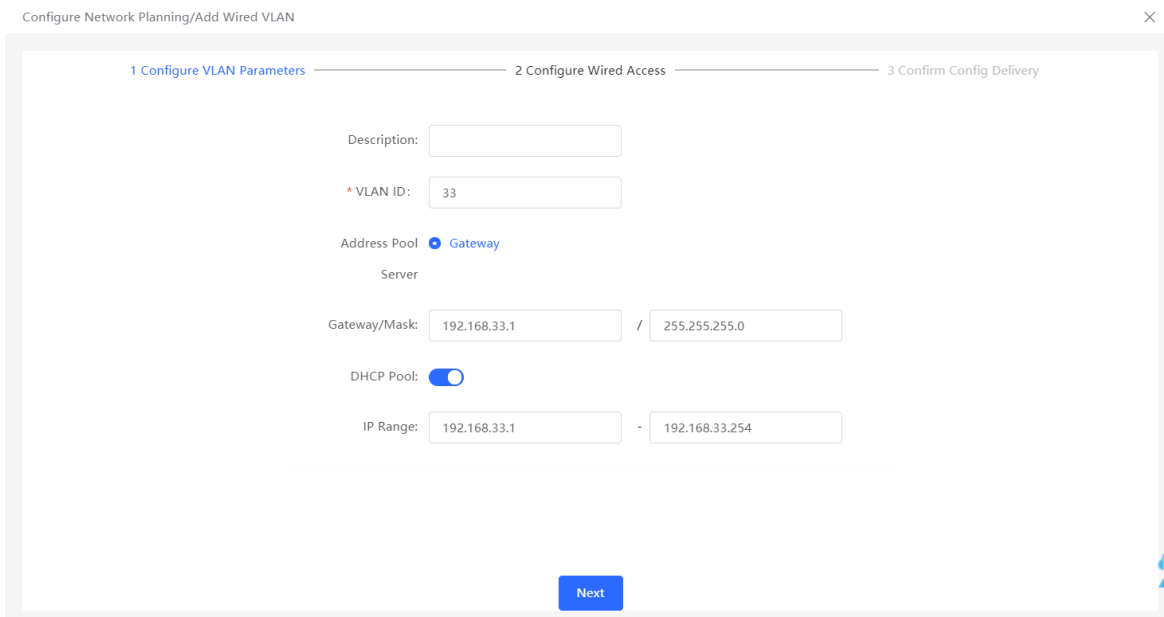 Configure Network Planning/Add Wired VLAN
1 Configure VLAN Parameters
2 Configure Wired Access
3 Confirm Config Delivery
Description:
* VLAN ID:
33
Address Pool
Gateway
Server
Gateway/Mask:
192.168.33.1
/
255.255.255.0
DHCP Pool:
IP Range:
192.168.33.1
-
192.168.33.254
Next